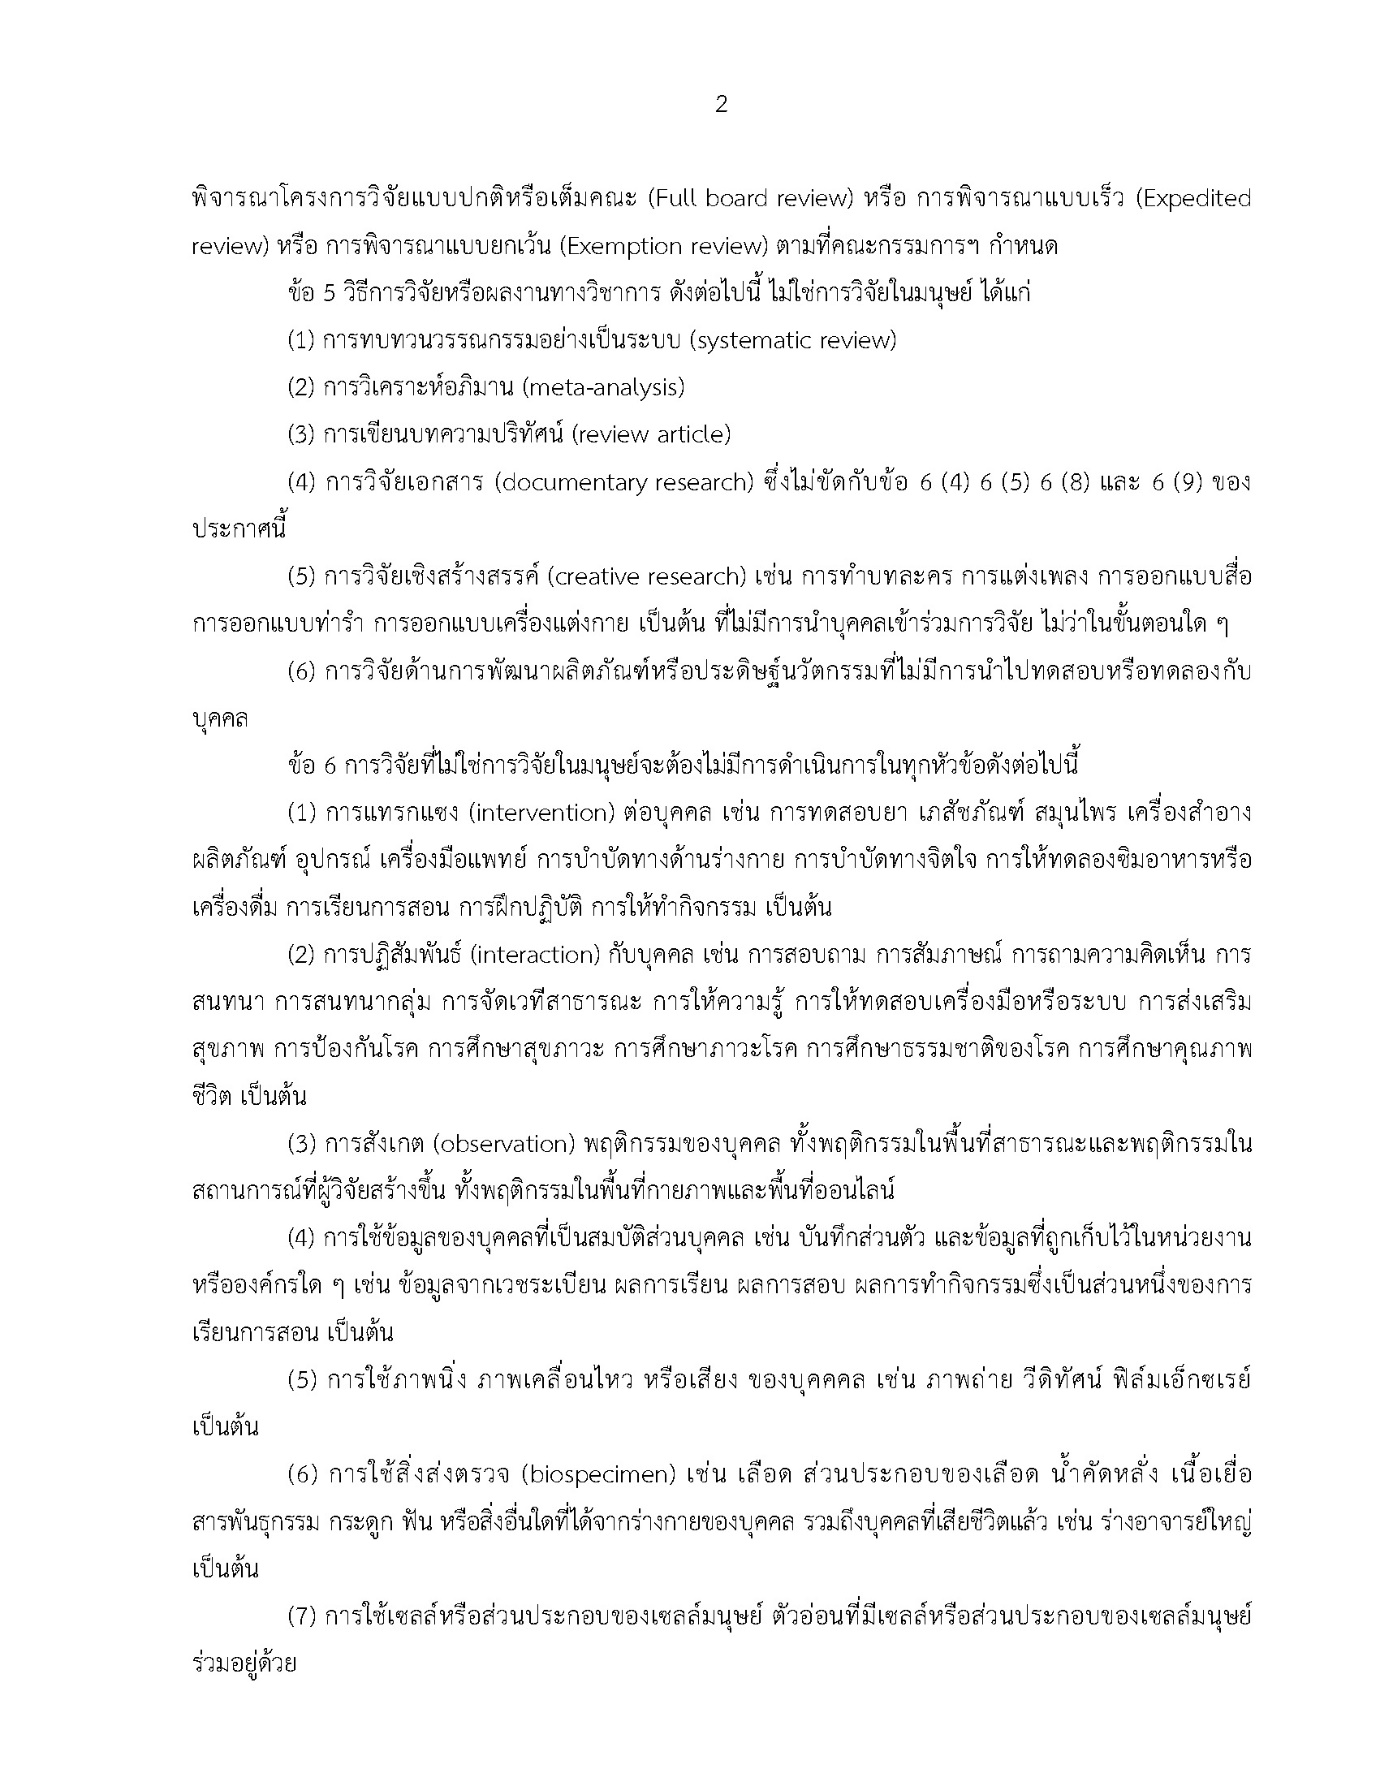 2
พิจารณาโครงการวิจัยแบบปกติหรือเต็มคณะ (Full board review) หรือ การพิจารณาแบบเร็ว (Expedited
review) หรือ การพิจารณาแบบยกเว้น (Exemption review) ตามที่คณะกรรมการฯ กำหนด
ข้อ 5 วิธีการวิจัยหรือผลงานทางวิชาการ ดังต่อไปนี้ ไม่ใช่การวิจัยในมนุษย์ ได้แก่
(1) การทบทวนวรรณกรรมอย่างเป็นระบบ (systematic review)
(2) การวิเคราะห์อภิมาน (meta-analysis)
(3) การเขียนบทความปริทัศน์ (review article)
(4) การวิจัยเอกสาร (documentary research) ซึ่งไม่ขัดกับข้อ 6 (4) 6 (5) 6 (8) และ 6 (9) ของ
ประกาศนี้
(5) การวิจัยเชิงสร้างสรรค์ (creative research) เช่น การทำบทละคร การแต่งเพลง การออกแบบสื่อ
การออกแบบท่ารำ การออกแบบเครื่องแต่งกาย เป็นต้น ที่ไม่มีการนำบุคคลเข้าร่วมการวิจัย ไม่ว่าในขั้นตอนใด ๆ
(6) การวิจัยด้านการพัฒนาผลิตภัณฑ์หรือประดิษฐ์นวัตกรรมที่ไม่มีการนำไปทดสอบหรือทดลองกับ
บุคคล
ข้อ 6 การวิจัยที่ไม่ใช่การวิจัยในมนุษย์จะต้องไม่มีการดำเนินการในทุกหัวข้อดังต่อไปนี้
(1) การแทรกแซง (intervention) ต่อบุคคล เช่น การทดสอบยา เภสัชภัณฑ์ สมุนไพร เครื่องสำอาง
ผลิตภัณฑ์ อุปกรณ์ เครื่องมือแพทย์ การบำบัดทางด้านร่างกาย การบำบัดทางจิตใจ การให้ทดลองชิมอาหารหรือ
เครื่องดื่ม การเรียนการสอน การฝึกปฏิบัติ การให้ทำกิจกรรม เป็นต้น
(2) การปฏิสัมพันธ์ (interaction) กับบุคคล เช่น การสอบถาม การสัมภาษณ์ การถามความคิดเห็น การ
สนทนา การสนทนากลุ่ม การจัดเวทีสาธารณะ การให้ความรู้ การให้ทดสอบเครื่องมือหรือระบบ การส่งเสริม
สุขภาพ การป้องกันโรค การศึกษาสุขภาวะ การศึกษาภาวะโรค การศึกษาธรรมชาติของโรค การศึกษาคุณภาพ
ชีวิต เป็นต้น
(3) การสังเกต (observation) พฤติกรรมของบุคคล ทั้งพฤติกรรมในพื้นที่สาธารณะและพฤติกรรมใน
สถานการณ์ที่ผู้วิจัยสร้างขึ้น ทั้งพฤติกรรมในพื้นที่กายภาพและพื้นที่ออนไลน์
(4) การใช้ข้อมูลของบุคคลที่เป็นสมบัติส่วนบุคคล เช่น บันทึกส่วนตัว และข้อมูลที่ถูกเก็บไว้ในหน่วยงาน
หรือองค์กรใด ๆ เช่น ข้อมูลจากเวชระเบียน ผลการเรียน ผลการสอบ ผลการทำกิจกรรมซึ่งเป็นส่วนหนึ่งของการ
เรียนการสอน เป็นต้น
(5) การใช้ภาพนิ่ง ภาพเคลื่อนไหว หรือเสียง ของบุคคคล เช่น ภาพถ่าย วีดิทัศน์ ฟิล์มเอ็กซเรย์
เป็นต้น
(6) การใช้สิ่งส่งตรวจ (biospecimen) เช่น เลือด ส่วนประกอบของเลือด น้ำคัดหลั่ง เนื้อเยื่อ
สารพันธุกรรม กระดูก ฟัน หรือสิ่งอื่นใดที่ได้จากร่างกายของบุคคล รวมถึงบุคคลที่เสียชีวิตแล้ว เช่น ร่างอาจารย์ใหญ่
เป็นต้น
(7) การใช้เซลล์หรือส่วนประกอบของเซลล์มนุษย์ ตัวอ่อนที่มีเซลล์หรือส่วนประกอบของเซลล์มนุษย์
ร่วมอยู่ด้วย